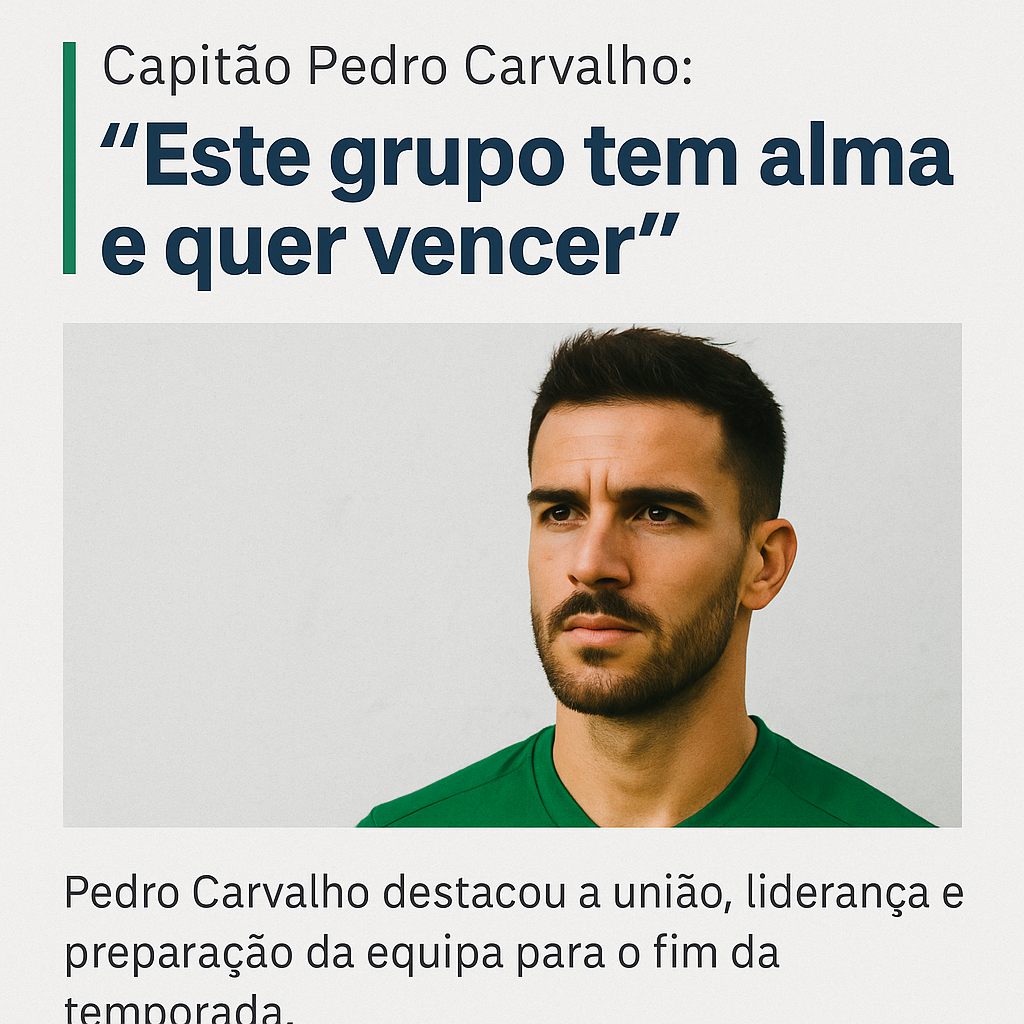 Capitão Pedro Carvalho:
“Este grupo tem alma
e quer vencer”
Pedro Carvalho destacou a união, liderança e
preparação da equipa para o fim da
temporada.